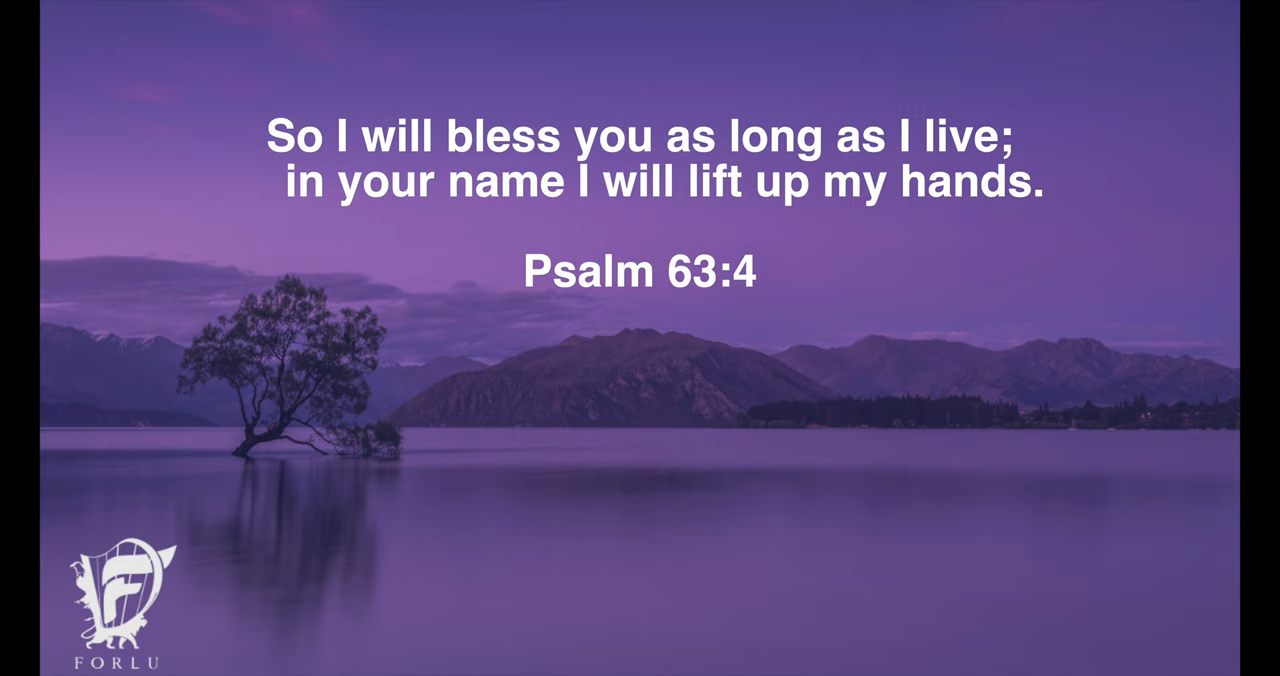 So I will bless you as long as I live;
in your name I will lift up my hands.
Psalm 63:4
F
FORLU